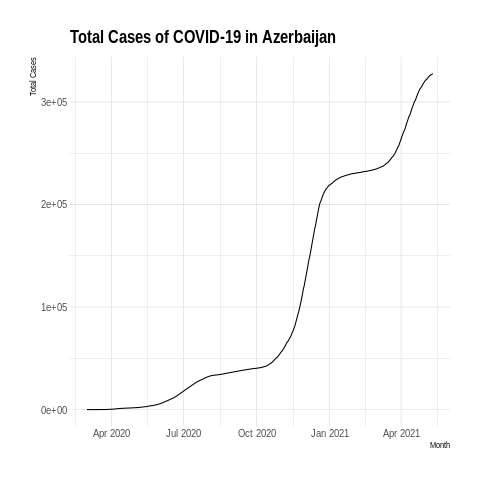 Total Cases of COVID-19 in Azerbaijan
Total Cases
3e+05
2e+05
1e+05
0e+00
Apr 2020 Jul 2020 Oct 2020 Jan 2021 Apr 2021
Month